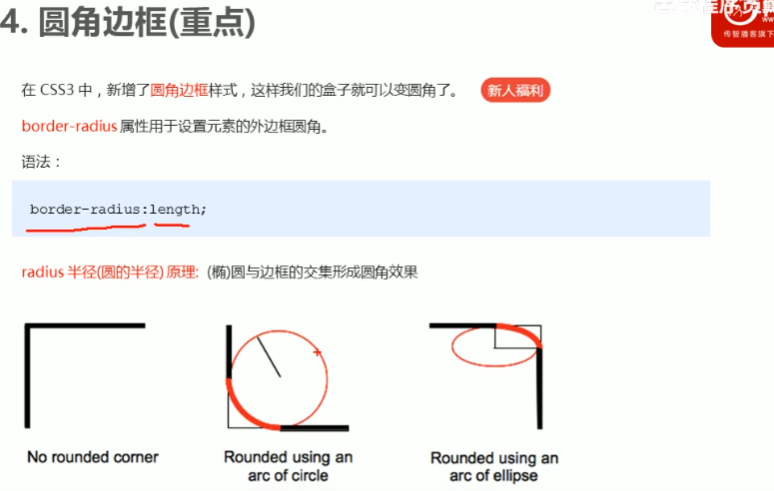 4. 圆角边框(重点)
传智播客旗下
在 CSS3 中，新增了圆角边框样式，这样我们的盒子就可以变圆角了。 新人福利
border-radius 属性用于设置元素的外边框圆角。
语法：
border-radius:length;
radius 半径(圆的半径) 原理: (椭)圆与边框的交集形成圆角效果
No rounded corner
Rounded using an
arc of circle
Rounded using an
arc of ellipse